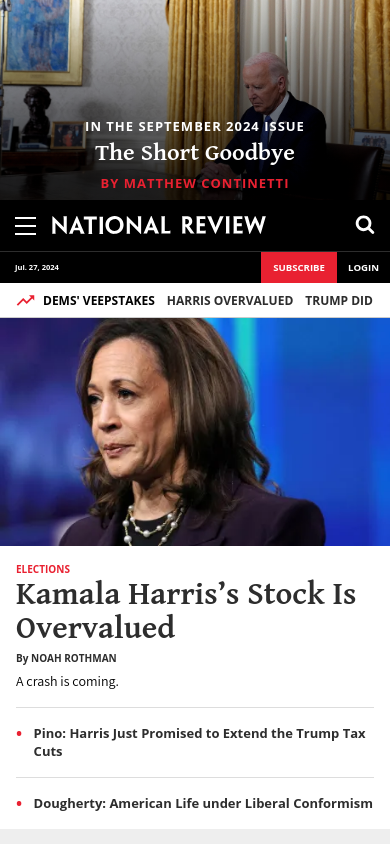 IN THE SEPTEMBER 2024 ISSUE
The Short Goodbye
BY MATTHEW CONTINETTI
NATIONAL REVIEW
Jul. 27, 2024
SUBSCRIBE
LOGIN
DEMS' VEEPSTAKES HARRIS OVERVALUED TRUMP DID
ELECTIONS
Kamala Harris’s Stock Is
Overvalued
By NOAH ROTHMAN
A crash is coming.
• Pino: Harris Just Promised to Extend the Trump Tax
Cuts
• Dougherty: American Life under Liberal Conformism